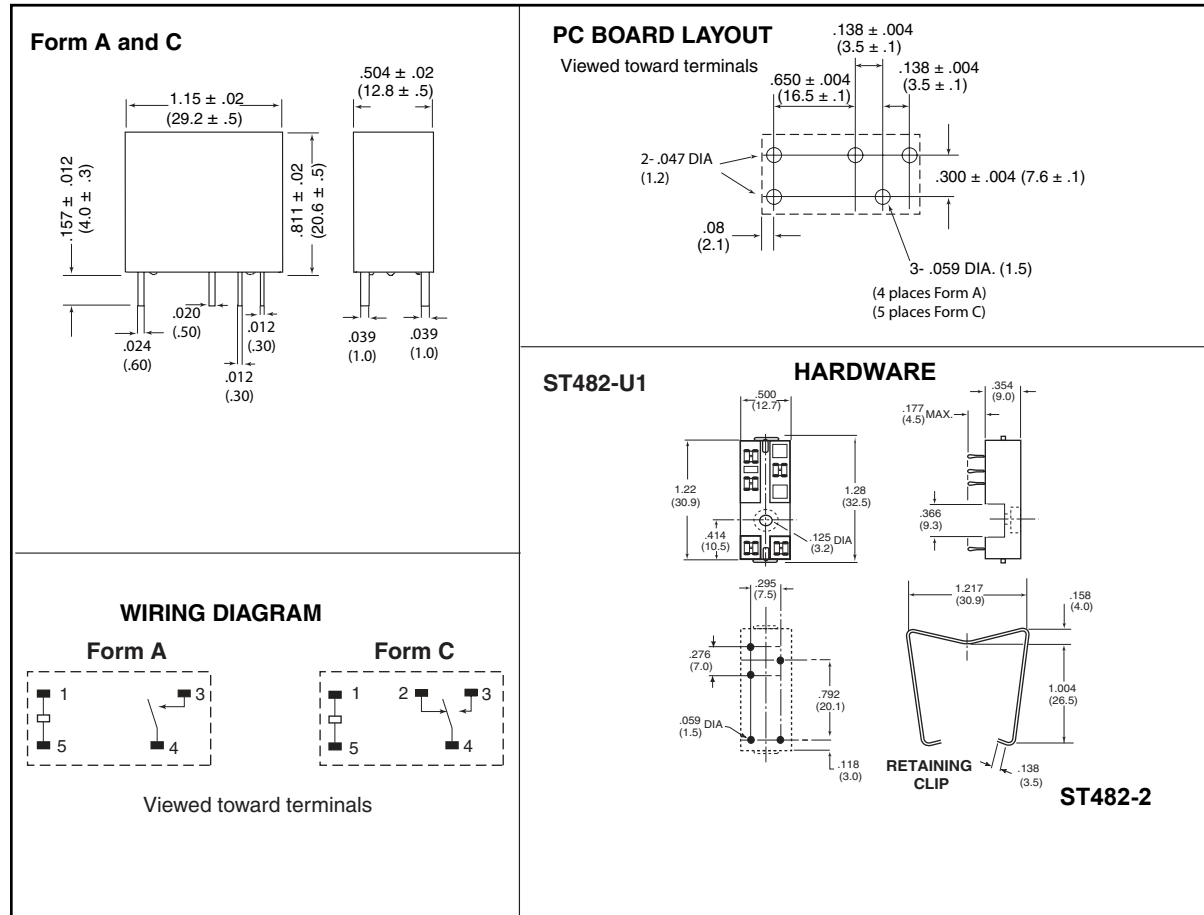 Form A and C
1.15 ± .02
(29.2 ± .5)
.504 ± .02
(12.8 ± .5)
.157 ± .012
(4.0 ± .3)
.811 ± .02
(20.6 ± .5)
.024
(.60)
.020
(.50)
.012
(.30)
.012
(.30)
.039
(1.0)
.039
(1.0)
PC BOARD LAYOUT
Viewed toward terminals
.138 ± .004
(3.5 ± .1)
.650 ± .004
(16.5 ± .1)
.138 ± .004
(3.5 ± .1)
2- .047 DIA
(1.2)
.300 ± .004 (7.6 ± .1)
.08
(2.1)
3- .059 DIA. (1.5)
(4 places Form A)
(5 places Form C)
WIRING DIAGRAM
Form A
1
3
5
4
Form C
1
2
3
5
4
Viewed toward terminals
HARDWARE
ST482-U1
.500
(12.7)
1.22
(30.9)
1.28
(32.5)
.414
(10.5)
.125 DIA
(3.2)
.354
(9.0)
.177 MAX.
(4.5)
.366
(9.3)
.295
(7.5)
.276
(7.0)
.792
(20.1)
.059 DIA
(1.5)
.118
(3.0)
1.217
(30.9)
.158
(4.0)
1.004
(26.5)
RETAINING
CLIP
.138
(3.5)
ST482-2